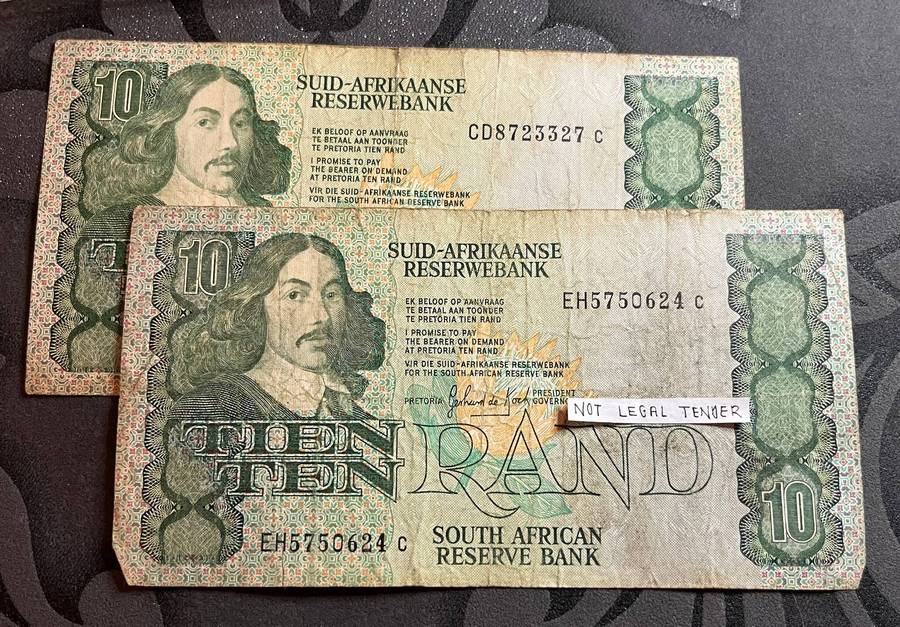 10
SUID-AFRIKAANSE
RESERWEBANK
EK BELOOF OP AANVRAAG
TE BETAAL AAN TOONDER
TE PRETORIA TIEN RAND
I PROMISE TO PAY
THE BEARER ON DEMAND
AT PRETORIA TEN RAND
VIR DIE SUID-AFRIKAANSE RESERWEBANK
FOR THE SOUTH AFRICAN RESERVE BANK
CD8723327 C
10
SUID-AFRIKAANSE
RESERWEBANK
EK BELOOF OP AANVRAAG
TE BETAAL AAN TOONDER
TE PRETORIA TIEN RAND
I PROMISE TO PAY
THE BEARER ON DEMAND
AT PRETORIA TEN RAND
VIR DIE SUID-AFRIKAANSE RESERWEBANK
FOR THE SOUTH AFRICAN RESERVE BANK
EH5750624 C
PRETORIA Gerhard de Kock PRESIDENT
NOT LEGAL TENDER
TIEN
TEN
RAND
10
EH5750624 C
SOUTH AFRICAN
RESERVE BANK